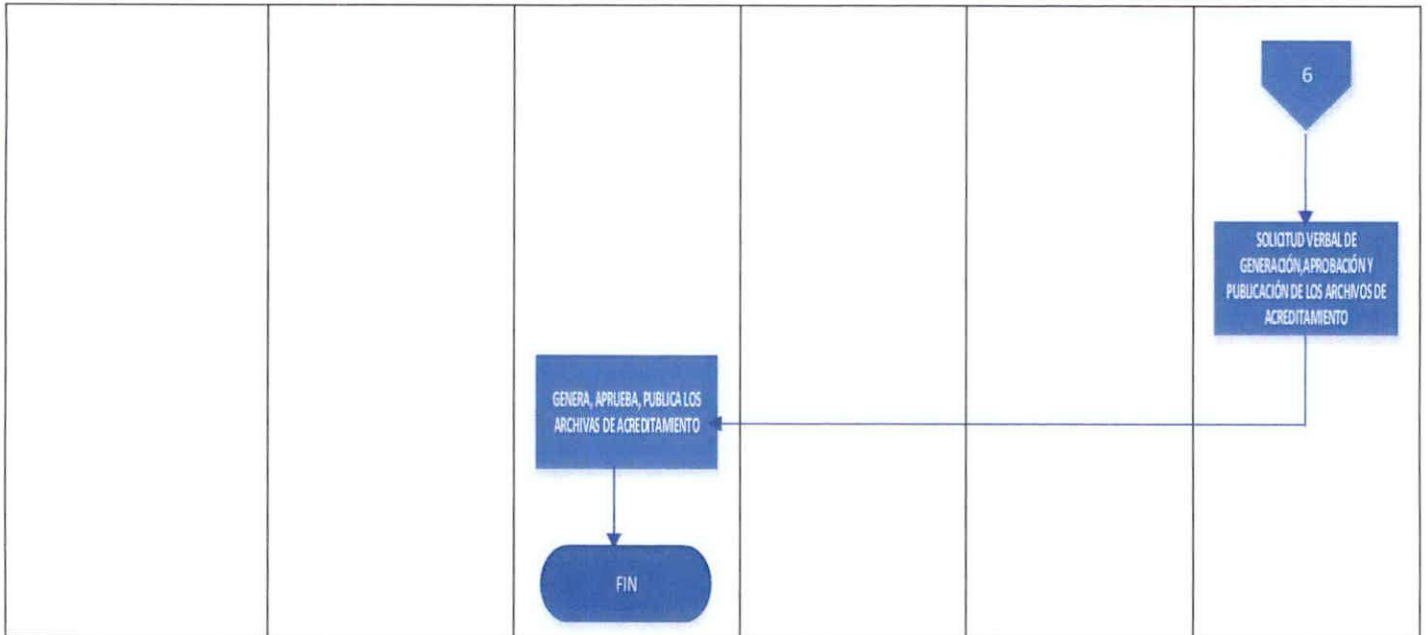 6
SOLICITUD VERBAL DE
GENERACIÓN,APROBACIÓN Y
PUBLICACIÓN DE LOS ARCHIVOS DE
ACREDITAMIENTO
GENERA, APRUEBA, PUBLICA LOS
ARCHIVAS DE ACREDITAMIENTO
FIN